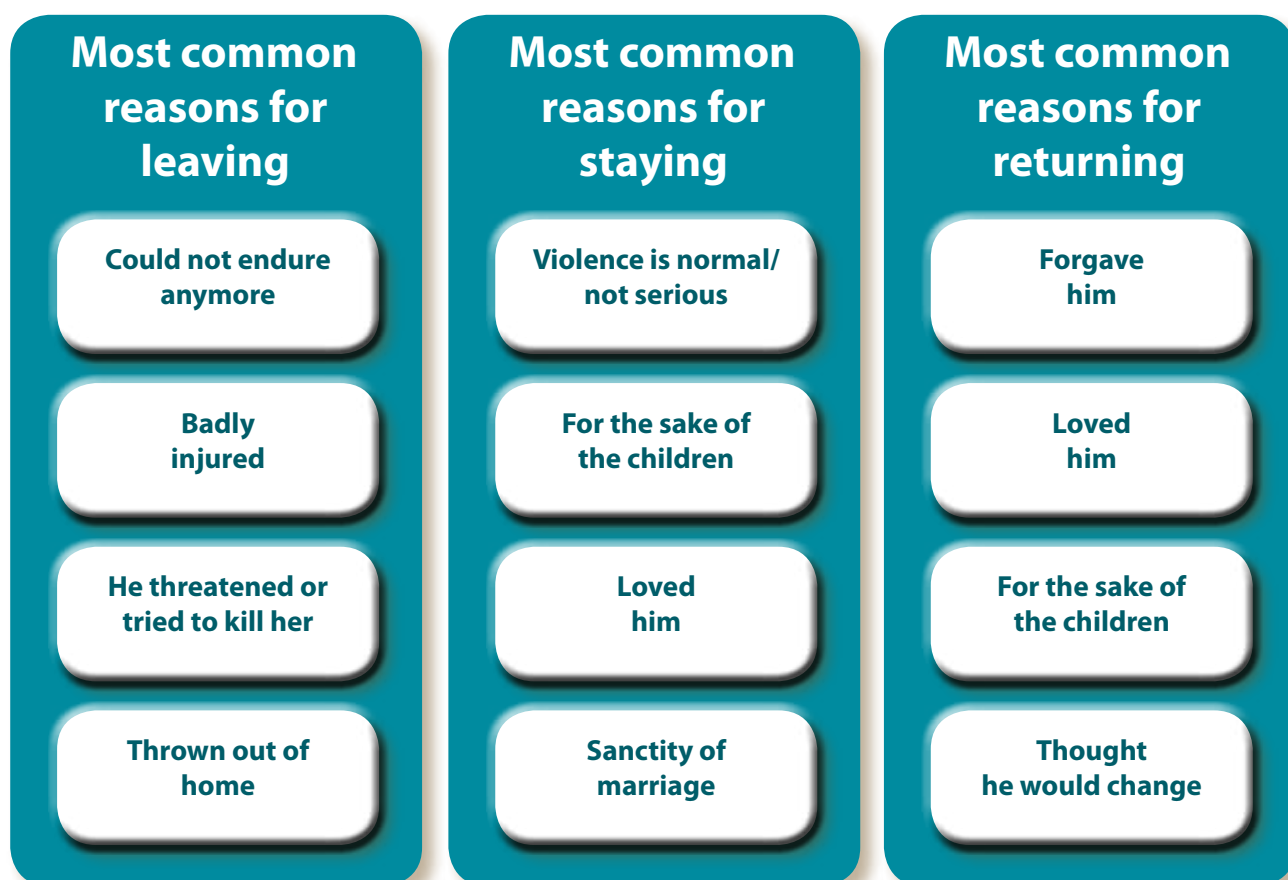 Most common
reasons for
leaving
Could not endure
anymore
Badly
injured
He threatened or
tried to kill her
Thrown out of
home
Most common
reasons for
staying
Violence is normal/
not serious
For the sake of
the children
Loved
him
Sanctity of
marriage
Most common
reasons for
returning
Forgave
him
Loved
him
For the sake of
the children
Thought
he would change